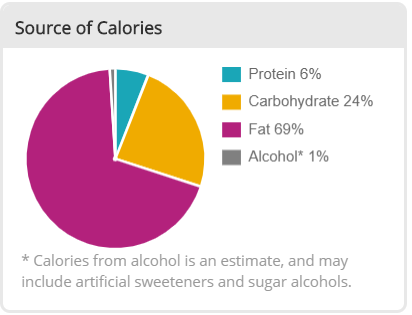 Source of Calories
Protein 6%
Carbohydrate 24%
Fat 69%
Alcohol* 1%
* Calories from alcohol is an estimate, and may
include artificial sweeteners and sugar alcohols.